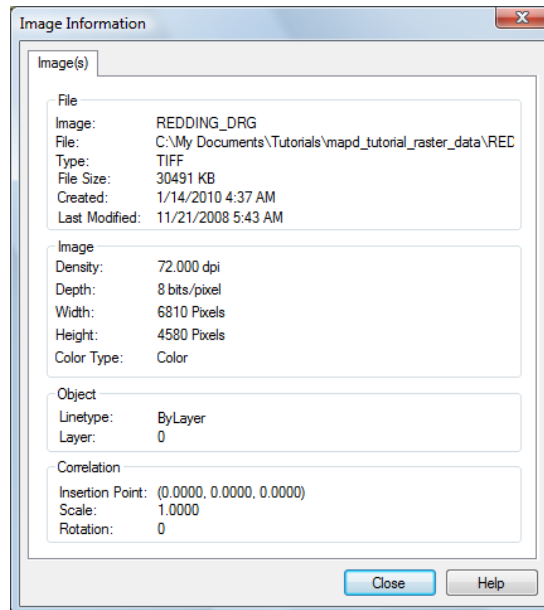 Image Information
Image(s)
File
Image: REDDING_DRG
File: C:\My Documents\Tutorials\mapd_tutorial_raster_data\RED
Type: TIFF
File Size: 30491 KB
Created: 1/14/2010 4:37 AM
Last Modified: 11/21/2008 5:43 AM
Image
Density: 72.000 dpi
Depth: 8 bits/pixel
Width: 6810 Pixels
Height: 4580 Pixels
Color Type: Color
Object
Linetype: ByLayer
Layer: 0
Correlation
Insertion Point: (0.0000, 0.0000, 0.0000)
Scale: 1.0000
Rotation: 0
Close Help